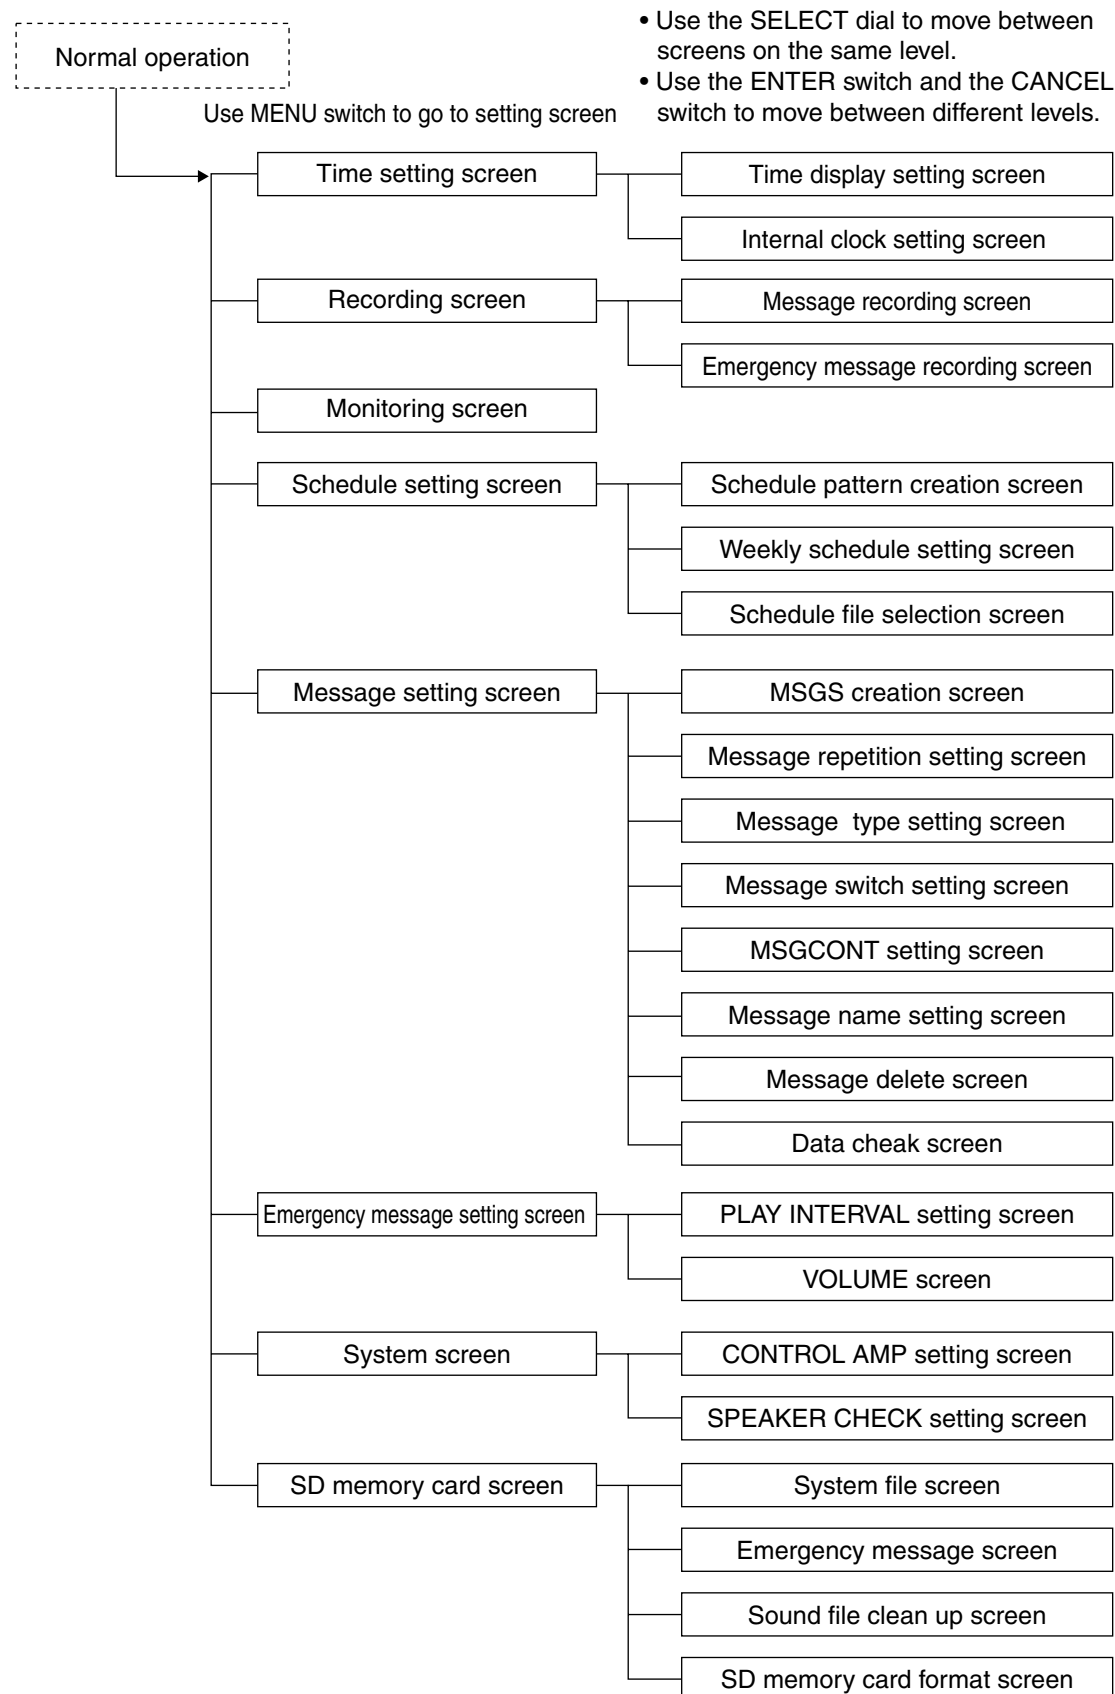 Normal operation
• Use the SELECT dial to move between
screens on the same level.
• Use the ENTER switch and the CANCEL
switch to move between different levels.
Use MENU switch to go to setting screen
Time setting screen
Time display setting screen
Internal clock setting screen
Recording screen
Message recording screen
Emergency message recording screen
Monitoring screen
Schedule setting screen
Schedule pattern creation screen
Weekly schedule setting screen
Schedule file selection screen
Message setting screen
MSGS creation screen
Message repetition setting screen
Message  type setting screen
Message switch setting screen
MSGCONT setting screen
Message name setting screen
Message delete screen
Data cheak screen
Emergency message setting screen
PLAY INTERVAL setting screen
VOLUME screen
System screen
CONTROL AMP setting screen
SPEAKER CHECK setting screen
SD memory card screen
System file screen
Emergency message screen
Sound file clean up screen
SD memory card format screen